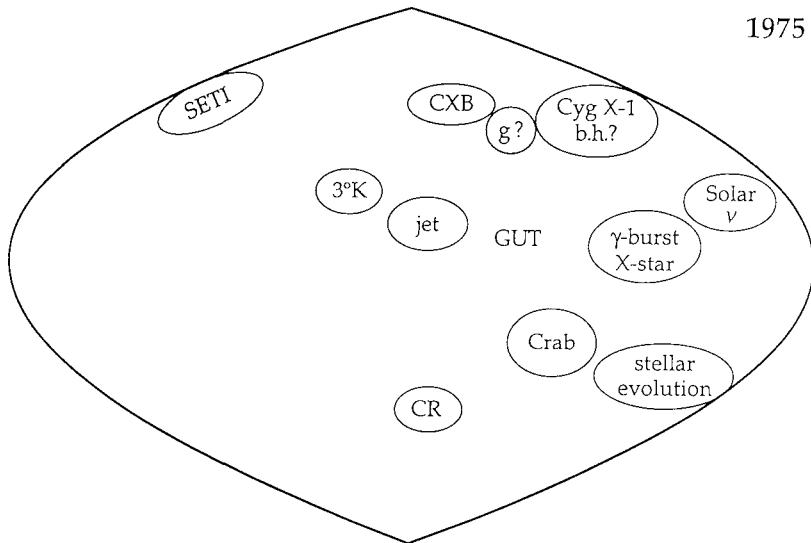 1975
SETI
CXB
g?
Cyg X-1
b.h.?
3°K
jet
GUT
γ-burst
X-star
Solar
ν
Crab
stellar
evolution
CR